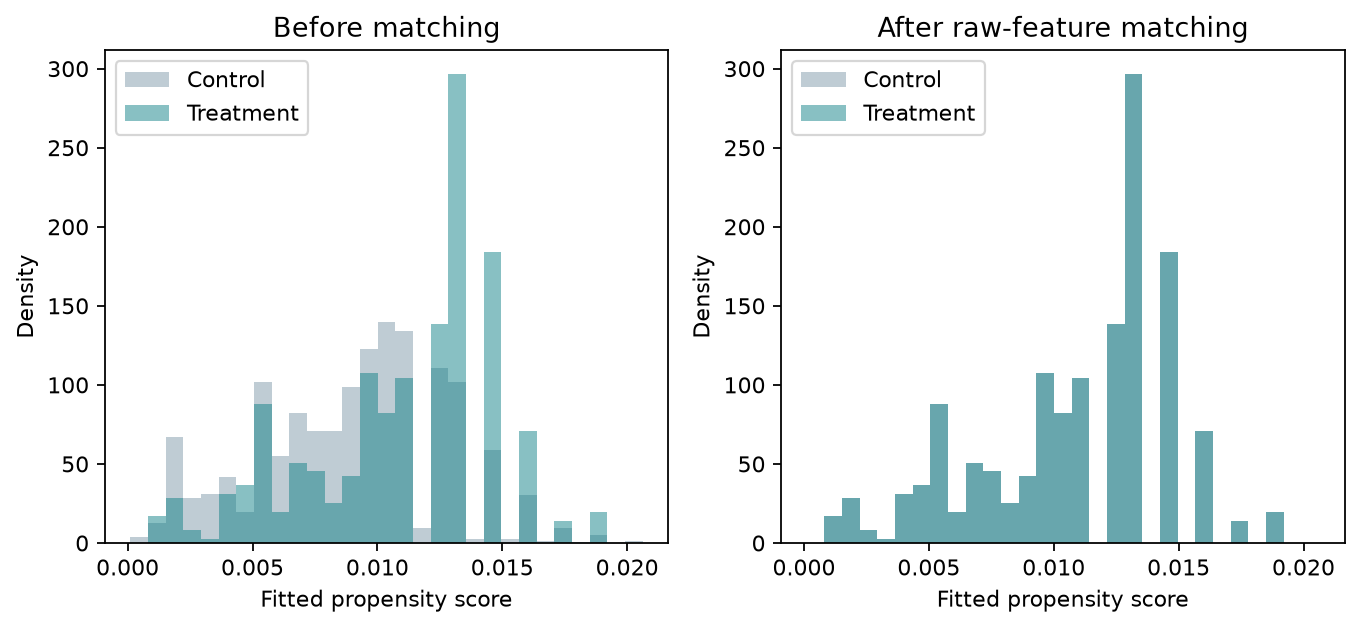 Before matching
Control
Treatment
Density
300
250
200
150
100
50
0
0.000 0.005 0.010 0.015 0.020
Fitted propensity score
After raw-feature matching
Control
Treatment
Density
300
250
200
150
100
50
0
0.000 0.005 0.010 0.015 0.020
Fitted propensity score